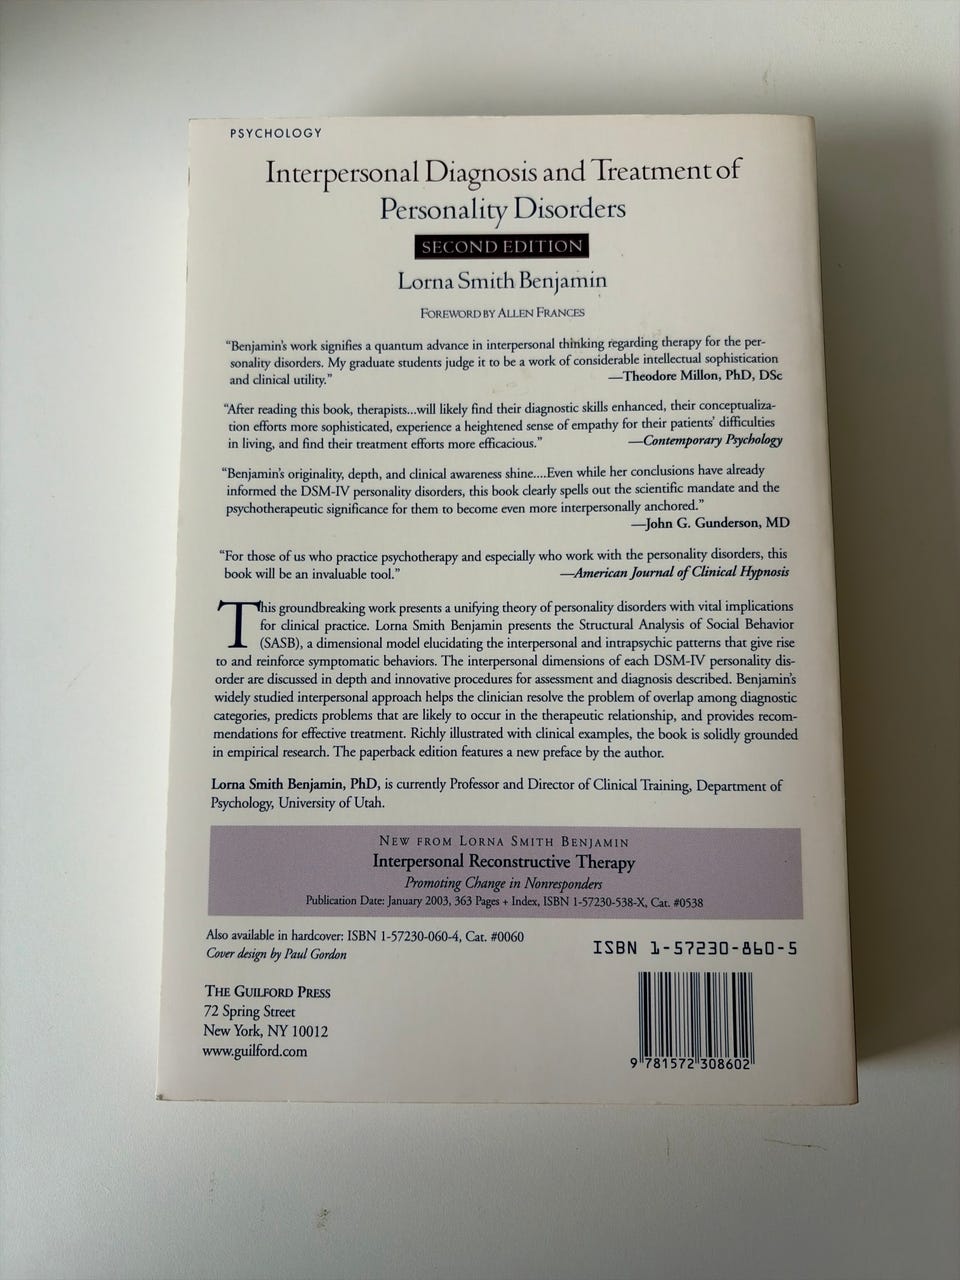 PSYCHOLOGY
Interpersonal Diagnosis and Treatment of
Personality Disorders
SECOND EDITION
Lorna Smith Benjamin
FOREWORD BY ALLEN FRANCES
“Benjamin’s work signifies a quantum advance in interpersonal thinking regarding therapy for the per-
sonality disorders. My graduate students judge it to be a work of considerable intellectual sophistication
and clinical utility.” —Theodore Millon, PhD, DSc
“After reading this book, therapists...will likely find their diagnostic skills enhanced, their conceptualiza-
tion efforts more sophisticated, experience a heightened sense of empathy for their patients’ difficulties
in living, and find their treatment efforts more efficacious.” —Contemporary Psychology
“Benjamin’s originality, depth, and clinical awareness shine....Even while her conclusions have already
informed the DSM-IV personality disorders, this book clearly spells out the scientific mandate and the
psychotherapeutic significance for them to become even more interpersonally anchored.”
—John G. Gunderson, MD
“For those of us who practice psychotherapy and especially who work with the personality disorders, this
book will be an invaluable tool.” —American Journal of Clinical Hypnosis
This groundbreaking work presents a unifying theory of personality disorders with vital implications
for clinical practice. Lorna Smith Benjamin presents the Structural Analysis of Social Behavior
(SASB), a dimensional model elucidating the interpersonal and intrapsychic patterns that give rise
to and reinforce symptomatic behaviors. The interpersonal dimensions of each DSM-IV personality dis-
order are discussed in depth and innovative procedures for assessment and diagnosis described. Benjamin’s
widely studied interpersonal approach helps the clinician resolve the problem of overlap among diagnostic
categories, predicts problems that are likely to occur in the therapeutic relationship, and provides recom-
mendations for effective treatment. Richly illustrated with clinical examples, the book is solidly grounded
in empirical research. The paperback edition features a new preface by the author.
Lorna Smith Benjamin, PhD, is currently Professor and Director of Clinical Training, Department of
Psychology, University of Utah.
NEW FROM LORNA SMITH BENJAMIN
Interpersonal Reconstructive Therapy
Promoting Change in Nonresponders
Publication Date: January 2003, 363 Pages + Index, ISBN 1-57230-538-X, Cat. #0538
Also available in hardcover: ISBN 1-57230-060-4, Cat. #0060
Cover design by Paul Gordon
ISBN 1-57230-860-5
THE GUILFORD PRESS
72 Spring Street
New York, NY 10012
www.guilford.com
9 781572 308602